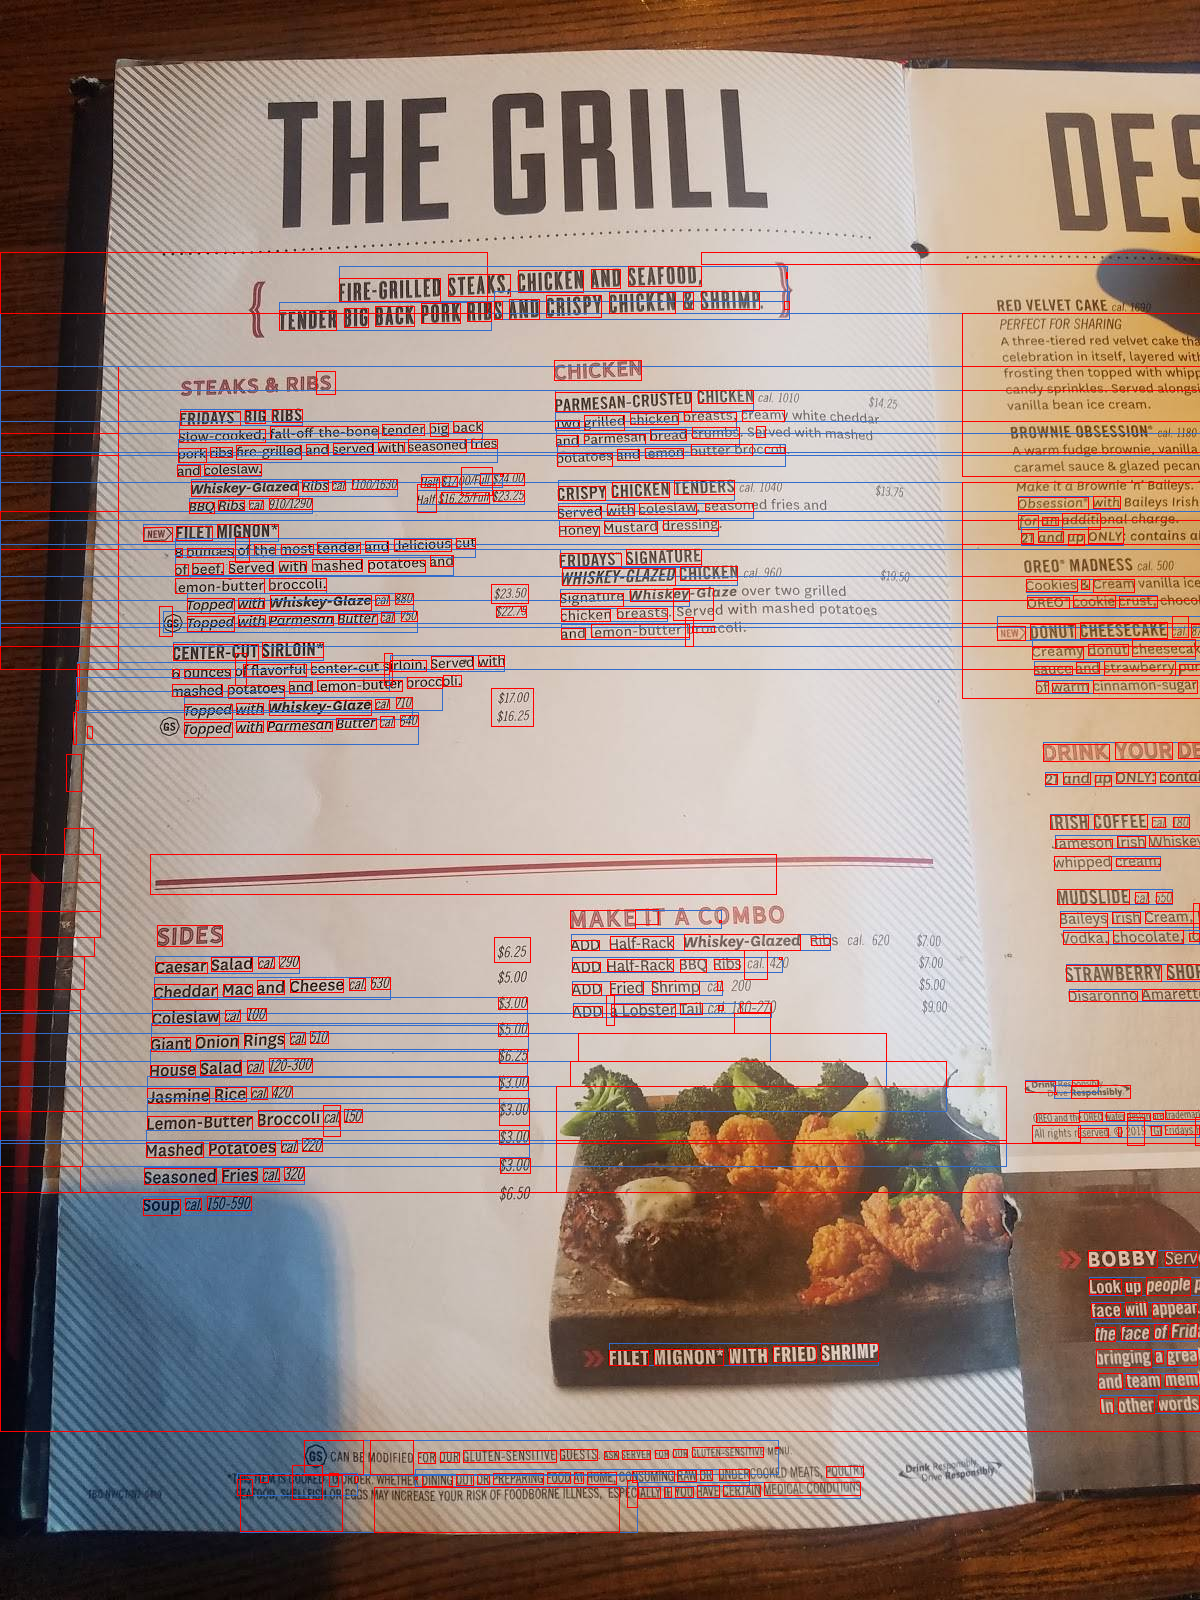 THE GRILL
{ FIRE-GRILLED STEAKS, CHICKEN AND SEAFOOD,
TENDER BIG BACK PORK RIBS AND CRISPY CHICKEN & SHRIMP. }
STEAKS & RIBS
FRIDAYS™ BIG RIBS
Slow-cooked, fall-off-the-bone tender big back
pork ribs fire-grilled and served with seasoned fries
and coleslaw.
Whiskey-Glazed Ribs cal. 1100/1630 Half $17.00/Full $24.00
BBQ Ribs cal. 910/1290 Half $16.25/Full $23.25
NEW FILET MIGNON*
8 ounces of the most tender and delicious cut
of beef. Served with mashed potatoes and
lemon-butter broccoli.
Topped with Whiskey-Glaze cal. 880 $23.50
GS Topped with Parmesan Butter cal. 750 $22.75
CENTER-CUT SIRLOIN*
6 ounces of flavorful center-cut sirloin. Served with
mashed potatoes and lemon-butter broccoli.
Topped with Whiskey-Glaze cal. 710 $17.00
GS Topped with Parmesan Butter cal. 640 $16.25
CHICKEN
PARMESAN-CRUSTED CHICKEN cal. 1010 $14.25
Two grilled chicken breasts, creamy white cheddar
and Parmesan bread crumbs. Served with mashed
potatoes and lemon-butter broccoli.
CRISPY CHICKEN TENDERS cal. 1040 $13.75
Served with coleslaw, seasoned fries and
Honey Mustard dressing.
FRIDAYS™ SIGNATURE
WHISKEY-GLAZED CHICKEN cal. 960 $19.50
Signature Whiskey-Glaze over two grilled
chicken breasts. Served with mashed potatoes
and lemon-butter broccoli.
SIDES
Caesar Salad cal. 290 $6.25
Cheddar Mac and Cheese cal. 630 $5.00
Coleslaw cal. 100 $3.00
Giant Onion Rings cal. 510 $5.00
House Salad cal. 120-300 $6.25
Jasmine Rice cal. 420 $3.00
Lemon-Butter Broccoli cal. 150 $3.00
Mashed Potatoes cal. 220 $3.00
Seasoned Fries cal. 320 $3.00
Soup cal. 150-590 $6.50
MAKE IT A COMBO
ADD Half-Rack Whiskey-Glazed Ribs cal. 620 $7.00
ADD Half-Rack BBQ Ribs cal. 420 $7.00
ADD Fried Shrimp cal. 200 $5.00
ADD a Lobster Tail cal. 180-270 $9.00
FILET MIGNON* WITH FRIED SHRIMP
GS CAN BE MODIFIED FOR OUR GLUTEN-SENSITIVE GUESTS. ASK SERVER FOR OUR GLUTEN-SENSITIVE MENU.
*THIS ITEM IS COOKED TO ORDER. WHETHER DINING OUT OR PREPARING FOOD AT HOME, CONSUMING RAW OR UNDERCOOKED MEATS, POULTRY,
SEAFOOD, SHELLFISH OR EGGS MAY INCREASE YOUR RISK OF FOODBORNE ILLNESS, ESPECIALLY IF YOU HAVE CERTAIN MEDICAL CONDITIONS.
Drink Responsibly.
Drive Responsibly.
DES
RED VELVET CAKE cal. 1690
PERFECT FOR SHARING
A three-tiered red velvet cake tha
celebration in itself, layered with
frosting then topped with whipp
candy sprinkles. Served alongsi
vanilla bean ice cream.
BROWNIE OBSESSION® cal. 1180
A warm fudge brownie, vanilla
caramel sauce & glazed pecan
Make it a Brownie 'n' Baileys.
Obsession® with Baileys Irish
for an additional charge.
21 and up ONLY: contains al
OREO® MADNESS cal. 500
Cookies & Cream vanilla ice
OREO® Cookie crust, chocol
NEW DONUT CHEESECAKE cal.
Creamy donut cheesecak
sauce and strawberry pur
of warm cinnamon-sugar
DRINK YOUR DE
21 and up ONLY: contai
IRISH COFFEE cal. 180
Jameson Irish Whiskey
whipped cream.
MUDSLIDE cal. 550
Baileys Irish Cream,
Vodka, chocolate,
STRAWBERRY SHOR
Disaronno Amarett
Drink Responsibly.
Drive Responsibly.
OREO and the OREO wafer design are trademar
All rights reserved. © 2019 TGI Fridays
BOBBY Serv
Look up people p
face will appear.
the face of Frida
bringing a grea
and team mem
In other words